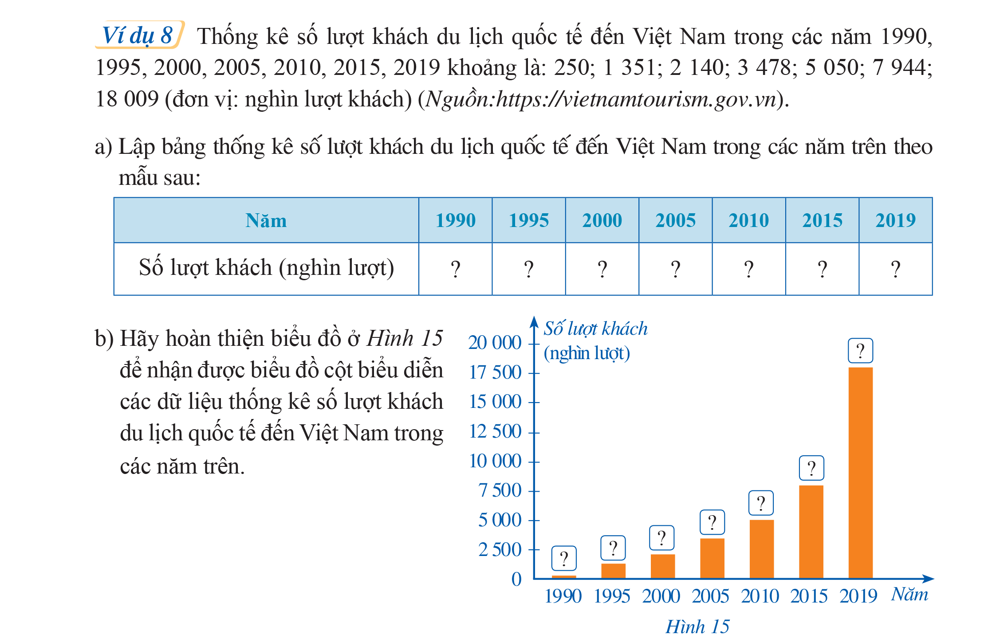 Ví dụ 8 Thống kê số lượt khách du lịch quốc tế đến Việt Nam trong các năm 1990,
1995, 2000, 2005, 2010, 2015, 2019 khoảng là: 250; 1 351; 2 140; 3 478; 5 050; 7 944;
18 009 (đơn vị: nghìn lượt khách) (Nguồn:https://vietnamtourism.gov.vn).
a) Lập bảng thống kê số lượt khách du lịch quốc tế đến Việt Nam trong các năm trên theo
mẫu sau:
Năm 1990 1995 2000 2005 2010 2015 2019
Số lượt khách (nghìn lượt) ? ? ? ? ? ? ?
b) Hãy hoàn thiện biểu đồ ở Hình 15
để nhận được biểu đồ cột biểu diễn
các dữ liệu thống kê số lượt khách
du lịch quốc tế đến Việt Nam trong
các năm trên.
Số lượt khách
(nghìn lượt)
20 000
17 500
15 000
12 500
10 000
7 500
5 000
2 500
0
? ? ? ? ? ? ?
1990 1995 2000 2005 2010 2015 2019 Năm
Hình 15